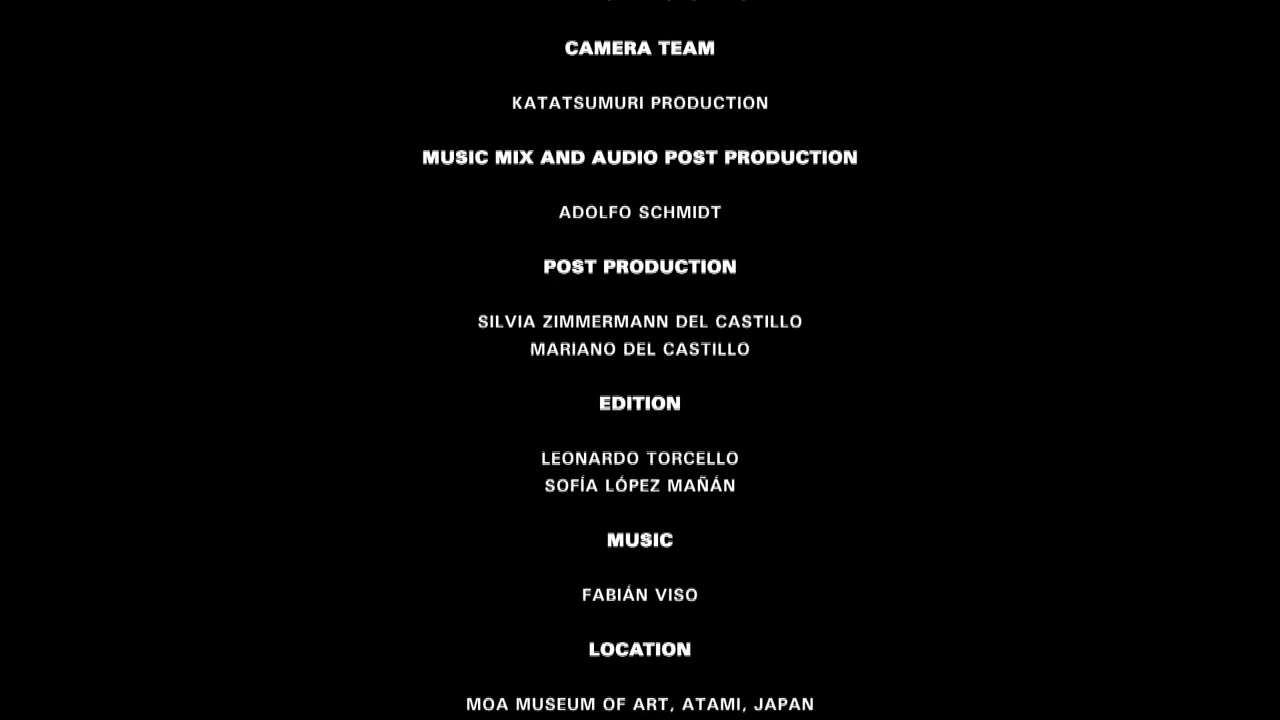 CAMERA TEAM
KATATSUMURI PRODUCTION
MUSIC MIX AND AUDIO POST PRODUCTION
ADOLFO SCHMIDT
POST PRODUCTION
SILVIA ZIMMERMANN DEL CASTILLO
MARIANO DEL CASTILLO
EDITION
LEONARDO TORCELLO
SOFÍA LÓPEZ MAÑÁN
MUSIC
FABIÁN VISO
LOCATION
MOA MUSEUM OF ART, ATAMI, JAPAN